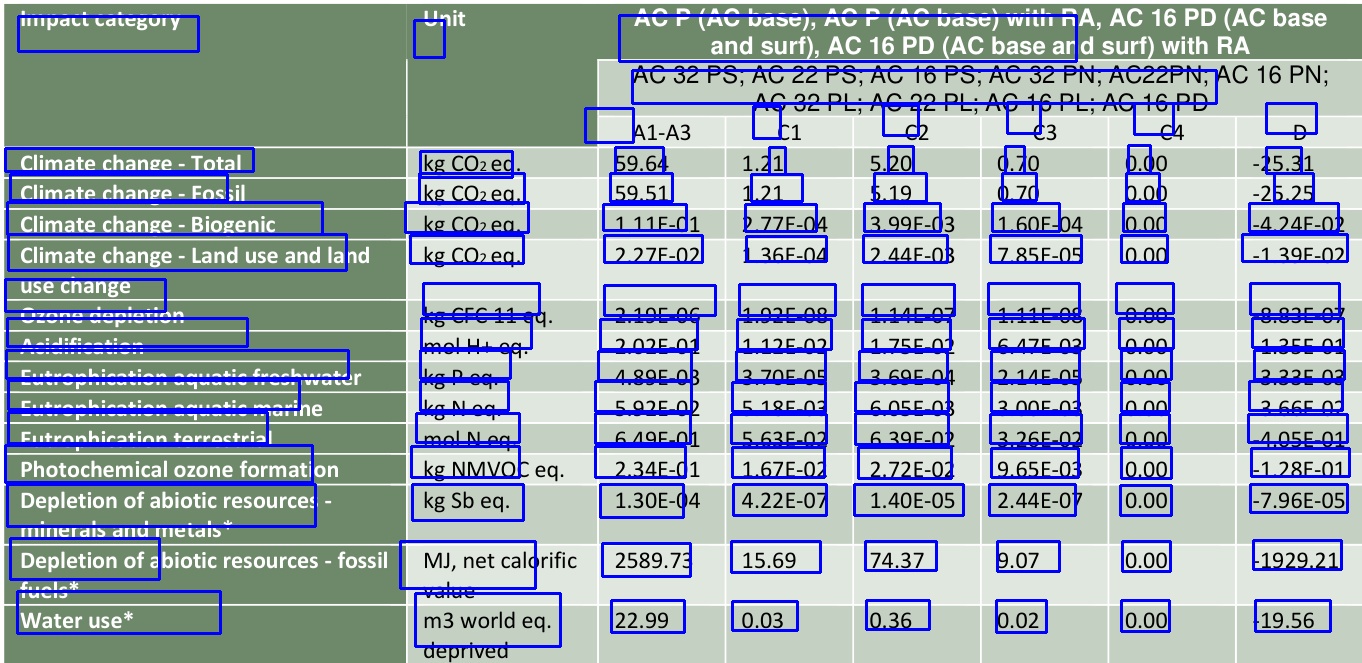 Impact category Unit AC P (AC base), AC P (AC base) with RA, AC 16 PD (AC base
and surf), AC 16 PD (AC base and surf) with RA
AC 32 PS; AC 22 PS; AC 16 PS; AC 32 PN; AC22PN; AC 16 PN;
AC 32 PL; AC 22 PL; AC 16 PL; AC 16 PD
A1-A3 C1 C2 C3 C4 D
Climate change - Total kg CO2 eq. 59.64 1.21 5.20 0.70 0.00 -25.31
Climate change - Fossil kg CO2 eq. 59.51 1.21 5.19 0.70 0.00 -25.25
Climate change - Biogenic kg CO2 eq. 1.11E-01 2.77E-04 3.99E-03 1.60E-04 0.00 -4.24E-02
Climate change - Land use and land kg CO2 eq. 2.27E-02 1.36E-04 2.44E-03 7.85E-05 0.00 -1.39E-02
use change
Ozone depletion kg CFC 11 eq. 2.19E-06 1.92E-08 1.14E-07 1.11E-08 0.00 -8.83E-07
Acidification mol H+ eq. 2.02E-01 1.12E-02 1.75E-02 6.47E-03 0.00 -1.35E-01
Eutrophication aquatic freshwater kg P eq. 4.89E-03 3.70E-05 3.69E-04 2.14E-05 0.00 -3.33E-03
Eutrophication aquatic marine kg N eq. 5.92E-02 5.18E-03 6.05E-03 3.00E-03 0.00 -3.66E-02
Eutrophication terrestrial mol N eq. 6.49E-01 5.63E-02 6.39E-02 3.26E-02 0.00 -4.05E-01
Photochemical ozone formation kg NMVOC eq. 2.34E-01 1.67E-02 2.72E-02 9.65E-03 0.00 -1.28E-01
Depletion of abiotic resources - kg Sb eq. 1.30E-04 4.22E-07 1.40E-05 2.44E-07 0.00 -7.96E-05
minerals and metals*
Depletion of abiotic resources - fossil MJ, net calorific 2589.73 15.69 74.37 9.07 0.00 -1929.21
fuels* value
Water use* m3 world eq. 22.99 0.03 0.36 0.02 0.00 -19.56
deprived